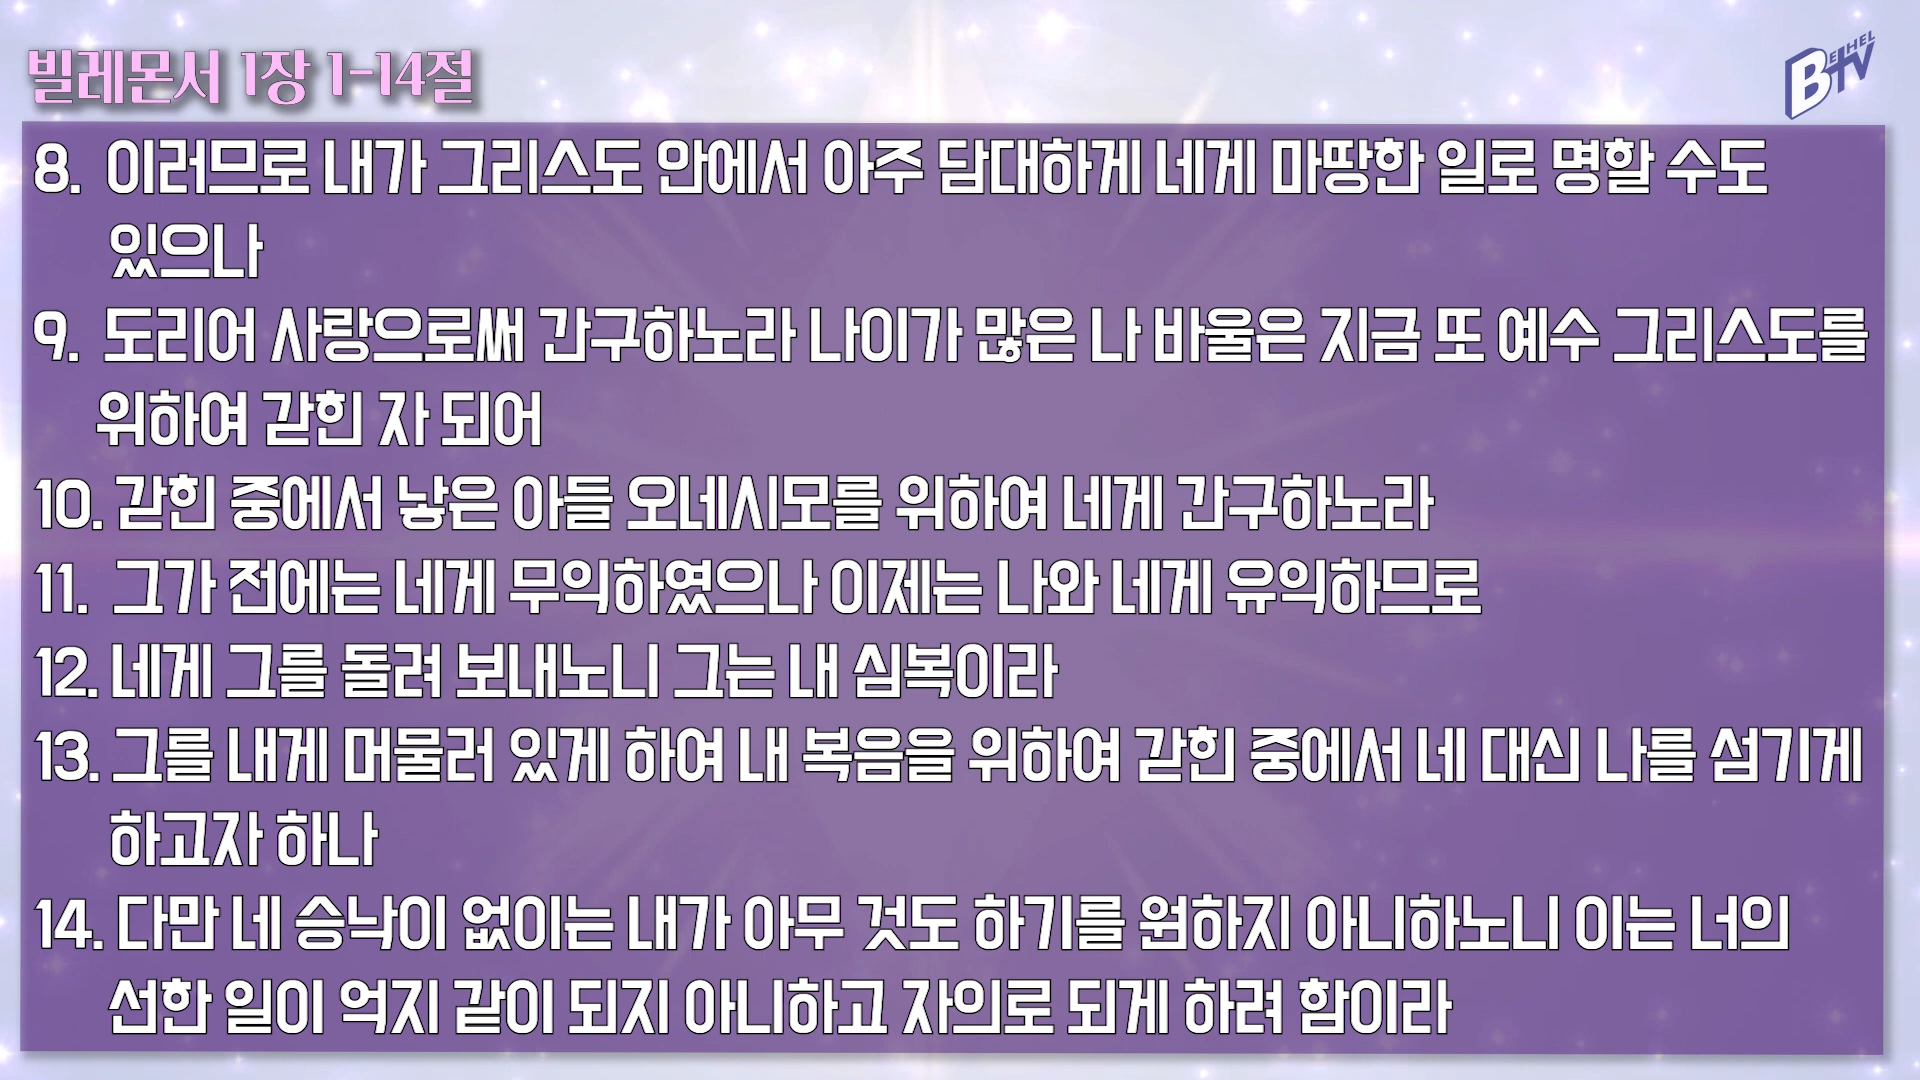 빌레몬서 1장 1-14절
BETHEL TV
8. 이러므로 내가 그리스도 안에서 아주 담대하게 네게 마땅한 일로 명할 수도
있으나
9. 도리어 사랑으로써 간구하노라 나이가 많은 나 바울은 지금 또 예수 그리스도를
위하여 갇힌 자 되어
10. 갇힌 중에서 낳은 아들 오네시모를 위하여 네게 간구하노라
11. 그가 전에는 네게 무익하였으나 이제는 나와 네게 유익하므로
12. 네게 그를 돌려 보내노니 그는 내 심복이라
13. 그를 내게 머물러 있게 하여 내 복음을 위하여 갇힌 중에서 네 대신 나를 섬기게
하고자 하나
14. 다만 네 승낙이 없이는 내가 아무 것도 하기를 원하지 아니하노니 이는 너의
선한 일이 억지 같이 되지 아니하고 자의로 되게 하려 함이라